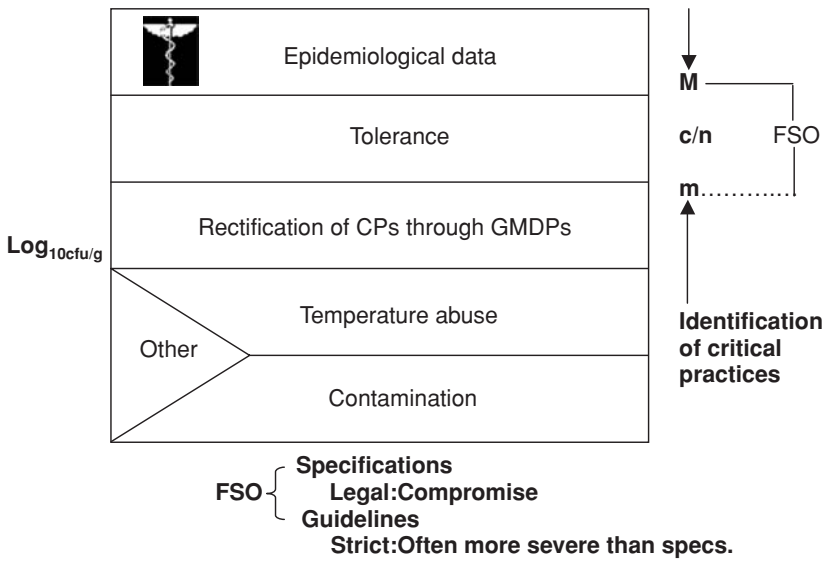 Epidemiological data
M
Tolerance
c/n
FSO
m.............
Rectification of CPs through GMDPs
Log10cfu/g
Temperature abuse
Identification
of critical
practices
Other
Contamination
Specifications
FSO
Legal:Compromise
Guidelines
Strict:Often more severe than specs.